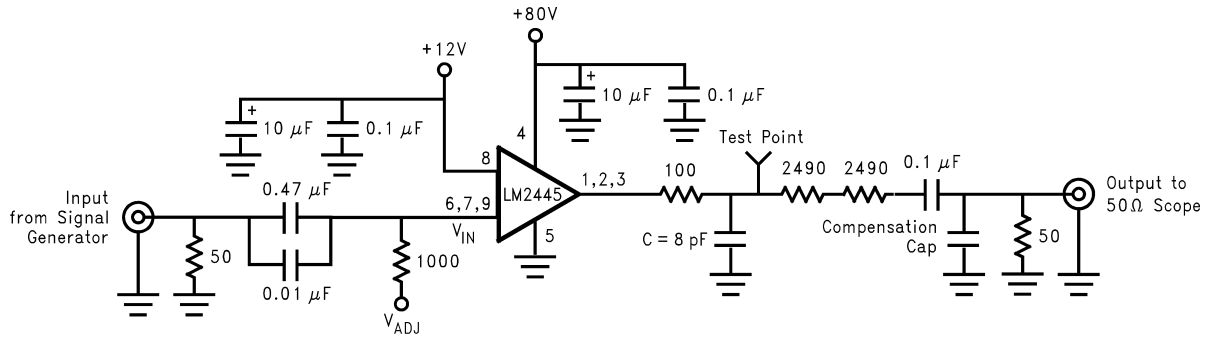 +80V
+12V
+
10 μF
0.1 μF
+
10 μF
0.1 μF
4
Test Point
8
LM2445
1,2,3
100
2490
2490
0.1 μF
Input
from Signal
Generator
0.47 μF
6,7,9
VIN
5
C = 8 pF
Compensation
Cap
Output to
50Ω Scope
50
1000
50
0.01 μF
VADJ